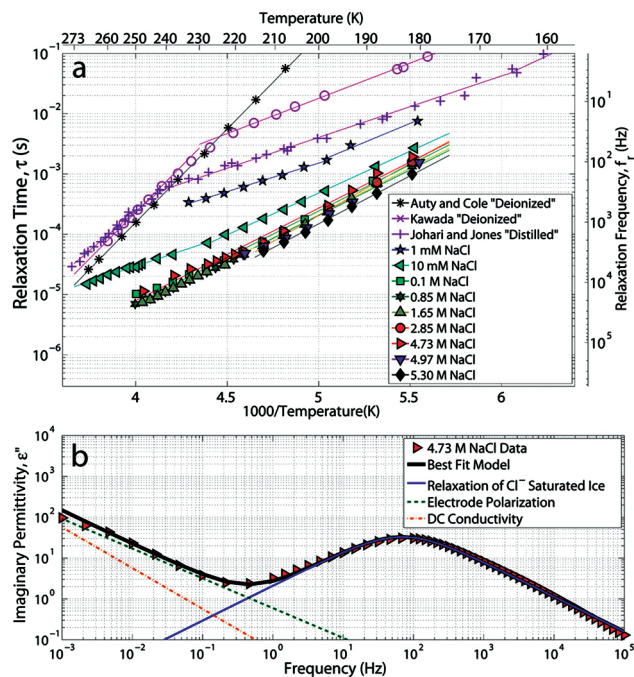 Temperature (K)
273 260 250 240 230 220 210 200 190 180 170 160
a
10⁻¹
10⁻²
10⁻³
10⁻⁴
10⁻⁵
10⁻⁶
Relaxation Time, τ (s)
10¹
10²
10³
10⁴
10⁵
Relaxation Frequency, fᵣ (Hz)
Auty and Cole "Deionized"
Kawada "Deionized"
Johari and Jones "Distilled"
1 mM NaCl
10 mM NaCl
0.1 M NaCl
0.85 M NaCl
1.65 M NaCl
2.85 M NaCl
4.73 M NaCl
4.97 M NaCl
5.30 M NaCl
4 4.5 5 5.5 6
1000/Temperature(K)
b
10⁴
10³
10²
10¹
10⁰
10⁻¹
Imaginary Permittivity, ε"
4.73 M NaCl Data
Best Fit Model
Relaxation of Cl⁻ Saturated Ice
Electrode Polarization
DC Conductivity
10⁻³ 10⁻² 10⁻¹ 10⁰ 10¹ 10² 10³ 10⁴ 10⁵
Frequency (Hz)